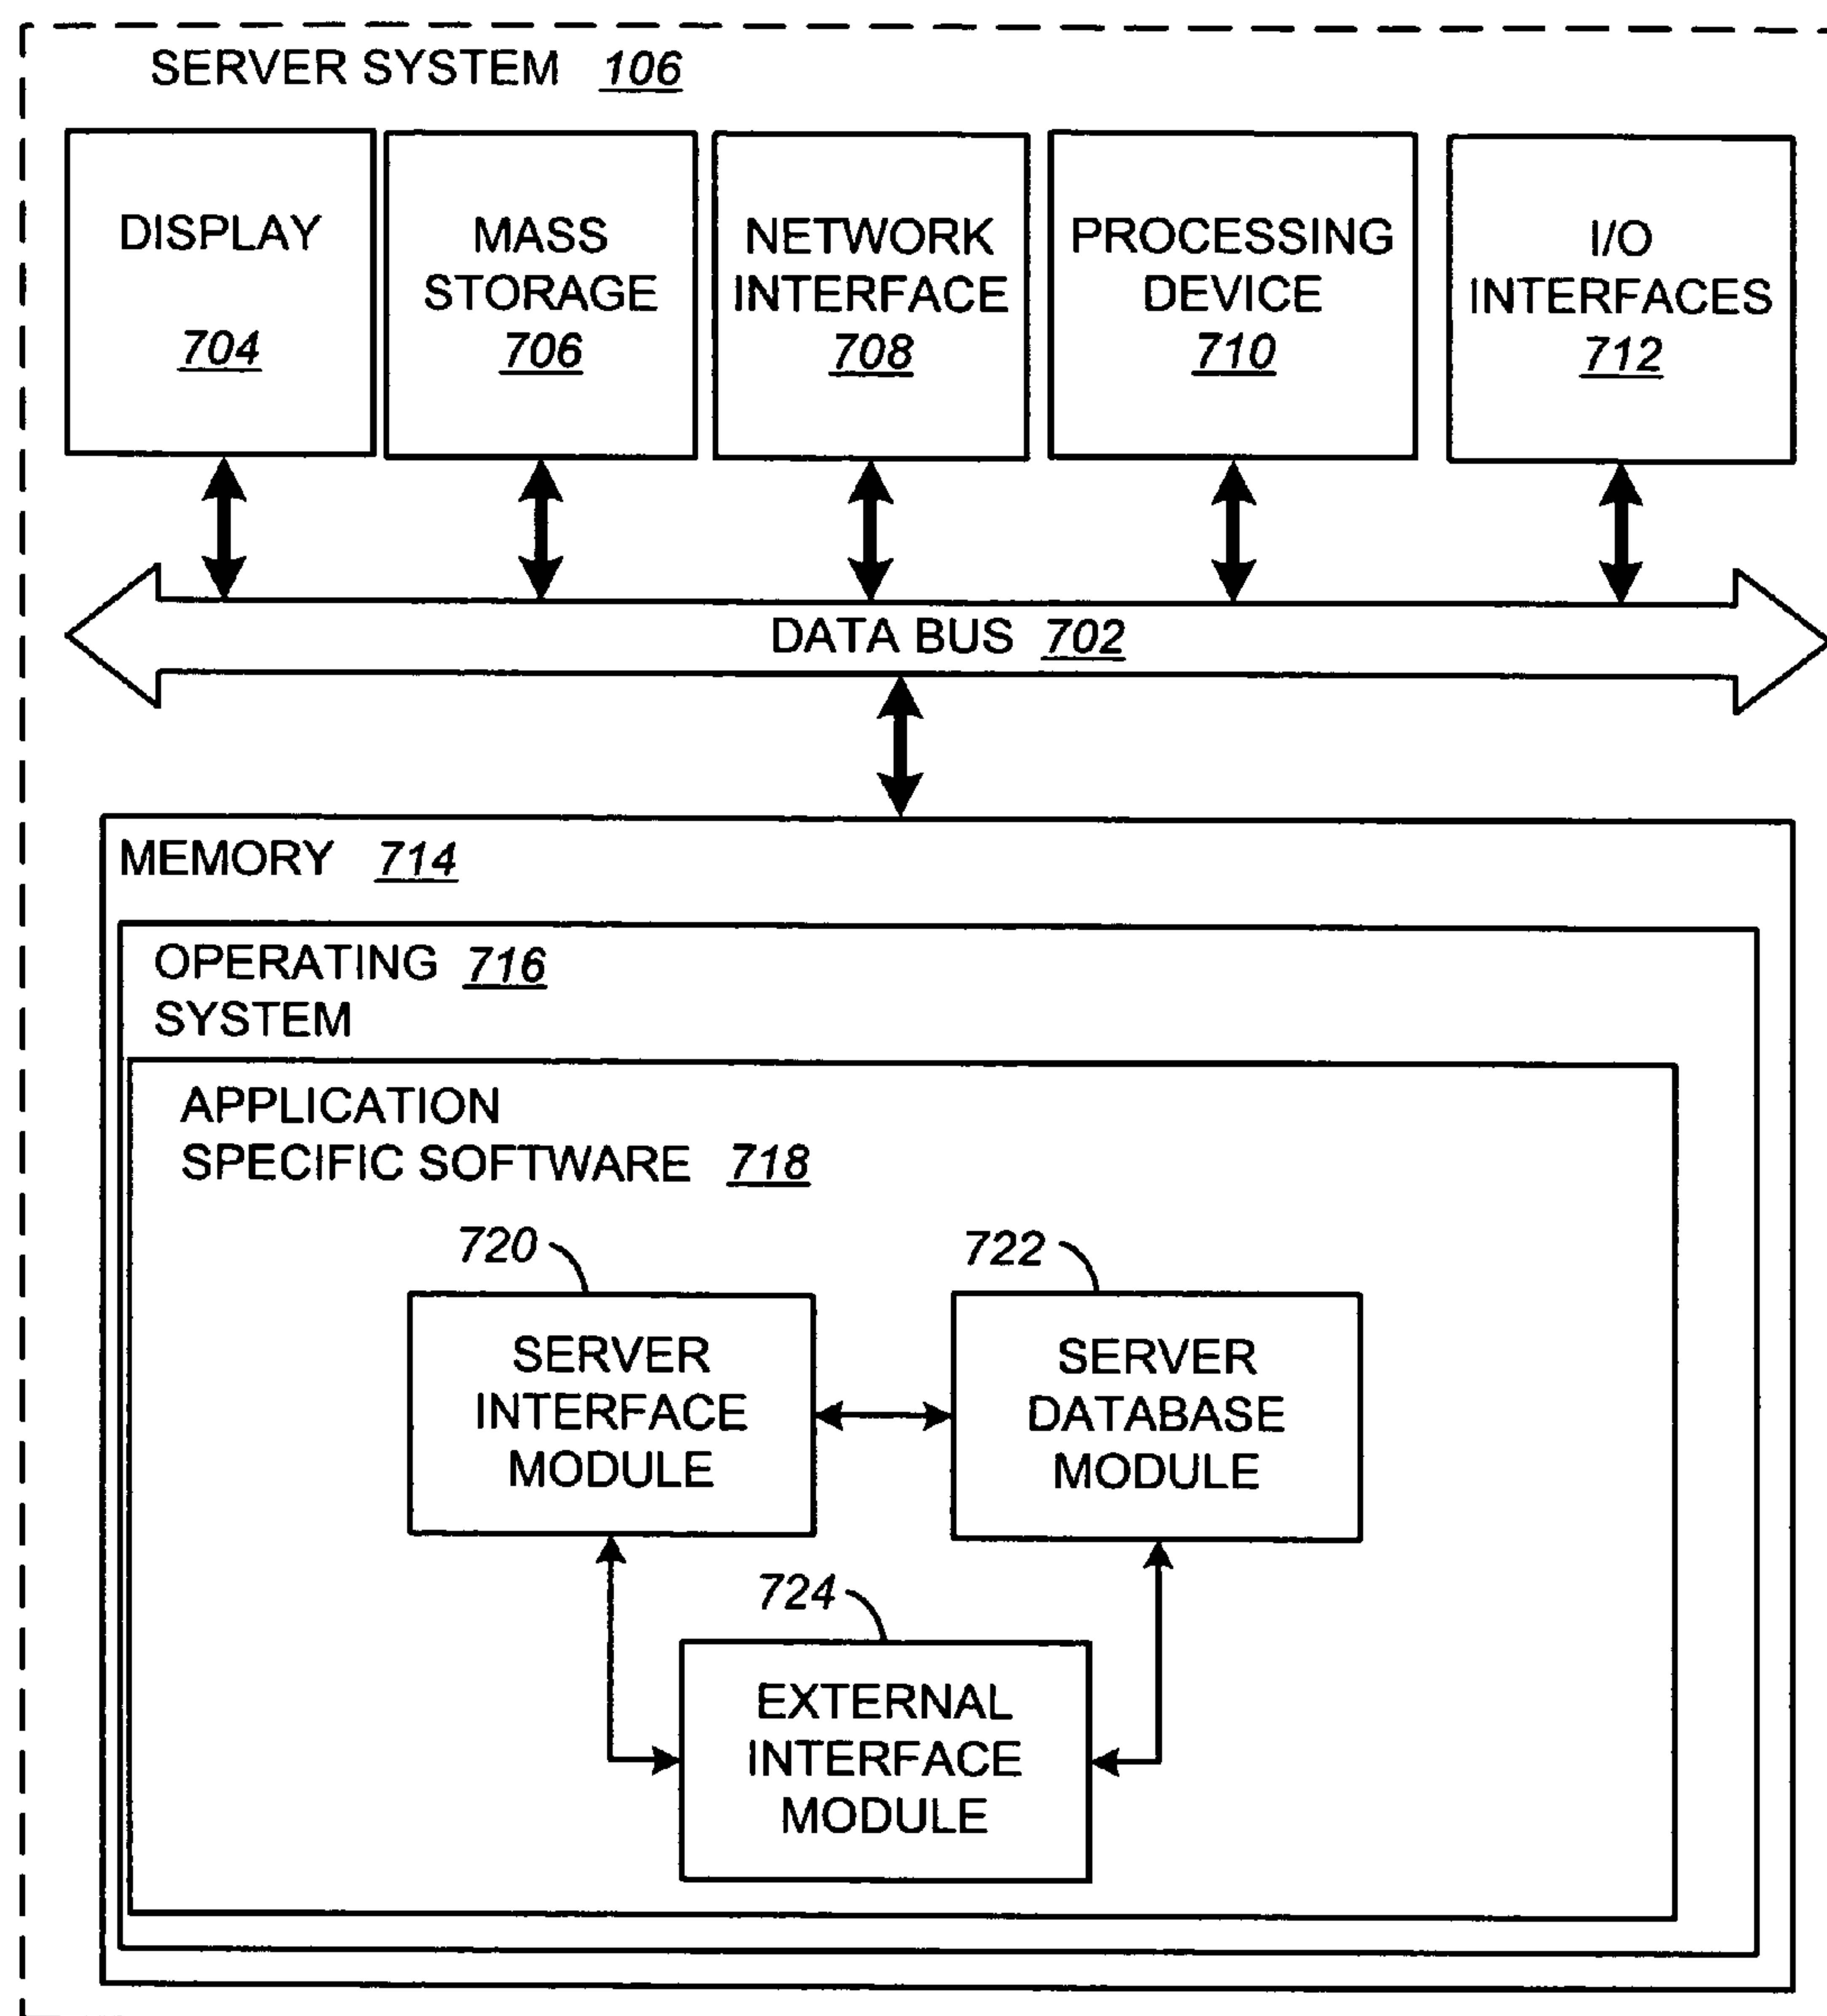 SERVER SYSTEM 106
DISPLAY
704
MASS
STORAGE
706
NETWORK
INTERFACE
708
PROCESSING
DEVICE
710
I/O
INTERFACES
712
DATA BUS 702
MEMORY 714
OPERATING 716
SYSTEM
APPLICATION
SPECIFIC SOFTWARE 718
720
SERVER
INTERFACE
MODULE
722
SERVER
DATABASE
MODULE
724
EXTERNAL
INTERFACE
MODULE